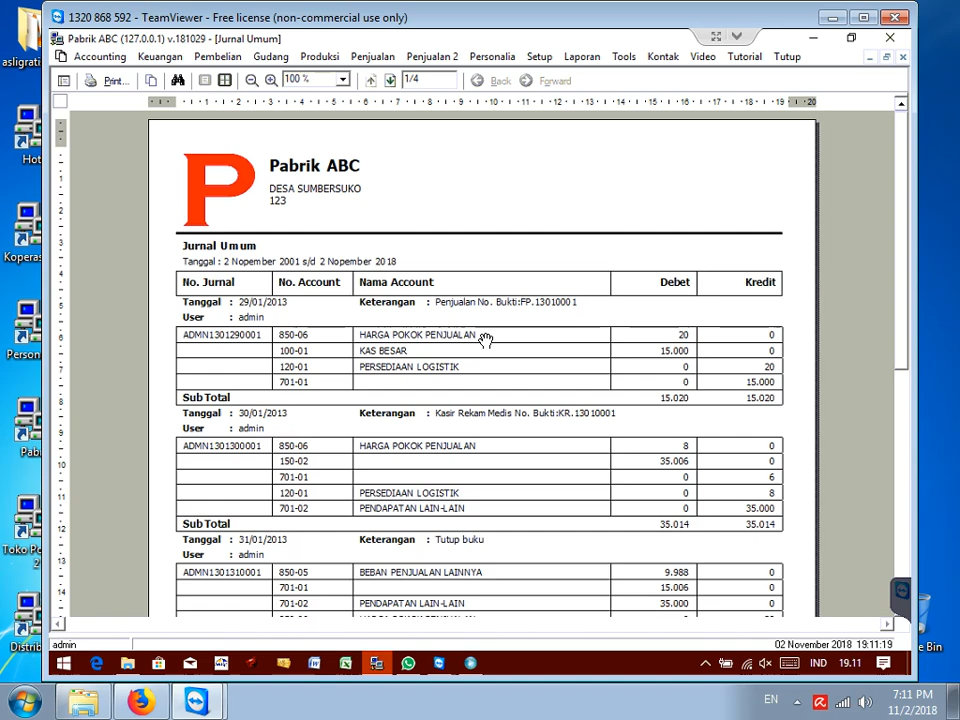 1320 868 592 - TeamViewer - Free license (non-commercial use only)
Pabrik ABC (127.0.0.1) v.181029 - [Jurnal Umum]
Accounting Keuangan Pembelian Gudang Produksi Penjualan Penjualan 2 Personalia Setup Laporan Tools Kontak Video Tutorial Tutup
Print... 100 % 1/4 Back Forward
P
Pabrik ABC
DESA SUMBERSUKO
123
Jurnal Umum
Tanggal : 2 Nopember 2001 s/d 2 Nopember 2018
No. Jurnal No. Account Nama Account Debet Kredit
Tanggal : 29/01/2013 Keterangan : Penjualan No. Bukti:FP.13010001
User : admin
ADMN1301290001 850-06 HARGA POKOK PENJUALAN 20 0
100-01 KAS BESAR 15.000 0
120-01 PERSEDIAAN LOGISTIK 0 20
701-01 0 15.000
Sub Total 15.020 15.020
Tanggal : 30/01/2013 Keterangan : Kasir Rekam Medis No. Bukti:KR.13010001
User : admin
ADMN1301300001 850-06 HARGA POKOK PENJUALAN 8 0
150-02 35.006 0
701-01 0 6
120-01 PERSEDIAAN LOGISTIK 0 8
701-02 PENDAPATAN LAIN-LAIN 0 35.000
Sub Total 35.014 35.014
Tanggal : 31/01/2013 Keterangan : Tutup buku
User : admin
ADMN1301310001 850-05 BEBAN PENJUALAN LAINNYA 9.988 0
701-01 15.006 0
701-02 PENDAPATAN LAIN-LAIN 35.000 0
admin 02 November 2018 19:11:19
IND 19.11
EN 7:11 PM
11/2/2018
asligrati
Hot
Koperas
Person
Pab
Toko Pe
2
Distrib
e Bin